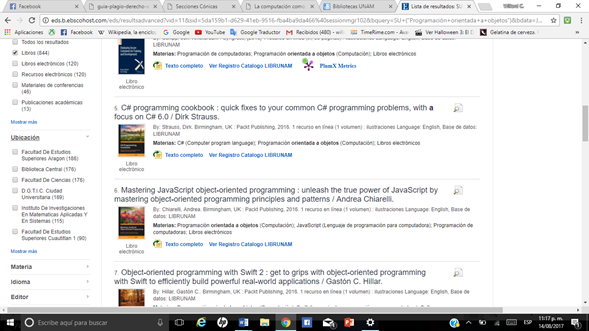 Facebook
guia-plagio-derecho-c
Secciones Cónicas
La computación como
Bibliotecas UNAM
Lista de resultados: SU
eds.b.ebscohost.com/eds/resultsadvanced?vid=11&sid=5da159b1-d629-41ab-9516-fba4ba9da466%40sessionmgr102&bquery=SU+("Programación+orientada+a+objetos")&bdata=J
Aplicaciones
Facebook
Wikipedia, la enciclo
Gmail
YouTube
Google Traductor
Recibidos (480) - will
TimeRime.com - Avan
Ver Halloween 3: El D
Gelatina de cerveza
Todos los resultados
Libros (844)
Libros electrónicos (120)
Recursos electrónicos (120)
Materiales de conferencias (48)
Publicaciones académicas (13)
Mostrar más
Ubicación
Facultad De Estudios Superiores Aragon (186)
Biblioteca Central (176)
Facultad De Ciencias (176)
D.G.T.I.C. Ciudad Universitaria (169)
Instituto De Investigaciones En Matematicas Aplicadas Y En Sistemas (115)
Facultad De Estudios Superiores Cuautitlan 1 (90)
Mostrar más
Materia
Idioma
Editor
LIBRUNAM
Materias: Programación de computadoras; Programación orientada a objetos (Computación); Libros electrónicos
Texto completo
Ver Registro Catalogo LIBRUNAM
PlumX Metrics
Libro electrónico
5. C# programming cookbook : quick fixes to your common C# programming problems, with a
focus on C# 6.0 / Dirk Strauss.
By: Strauss, Dirk. Birmingham, UK : Packt Publishing, 2016. 1 recurso en línea (1 volumen) : ilustraciones Language: English, Base de datos:
LIBRUNAM
Materias: C# (Computer program language); Programación orientada a objetos (Computación); Libros electrónicos
Texto completo
Ver Registro Catalogo LIBRUNAM
Libro electrónico
6. Mastering JavaScript object-oriented programming : unleash the true power of JavaScript by
mastering object-oriented programming principles and patterns / Andrea Chiarelli.
By: Chiarelli, Andrea. Birmingham, UK : Packt Publishing, 2016. 1 recurso en línea (1 volumen) : ilustraciones Language: English, Base de
datos: LIBRUNAM
Materias: Programación orientada a objetos (Computación); JavaScript (Lenguaje de programación para computadora); Programación de
computadoras; Libros electrónicos
Texto completo
Ver Registro Catalogo LIBRUNAM
Libro electrónico
7. Object-oriented programming with Swift 2 : get to grips with object-oriented programming
with Swift to efficiently build powerful real-world applications / Gastón C. Hillar.
By: Hillar, Gastón C. Birmingham, UK : Packt Publishing, 2016. 1 recurso en línea (1 volumen) : ilustraciones Language: English, Base de
Escribe aquí para buscar
ESP
11:17 p. m.
14/08/2017